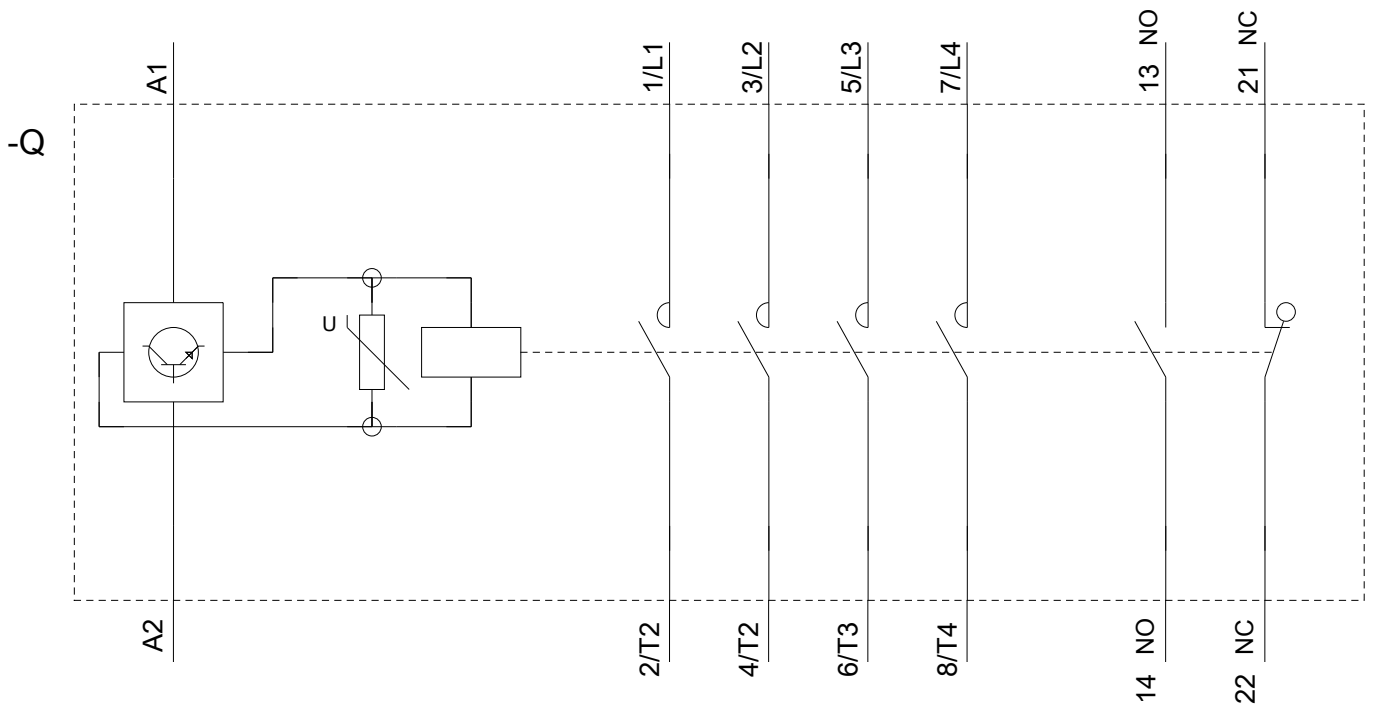 A1
1/L1
3/L2
5/L3
7/L4
13 NO
21 NC
-Q
U
A2
2/T2
4/T2
6/T3
8/T4
14 NO
22 NC